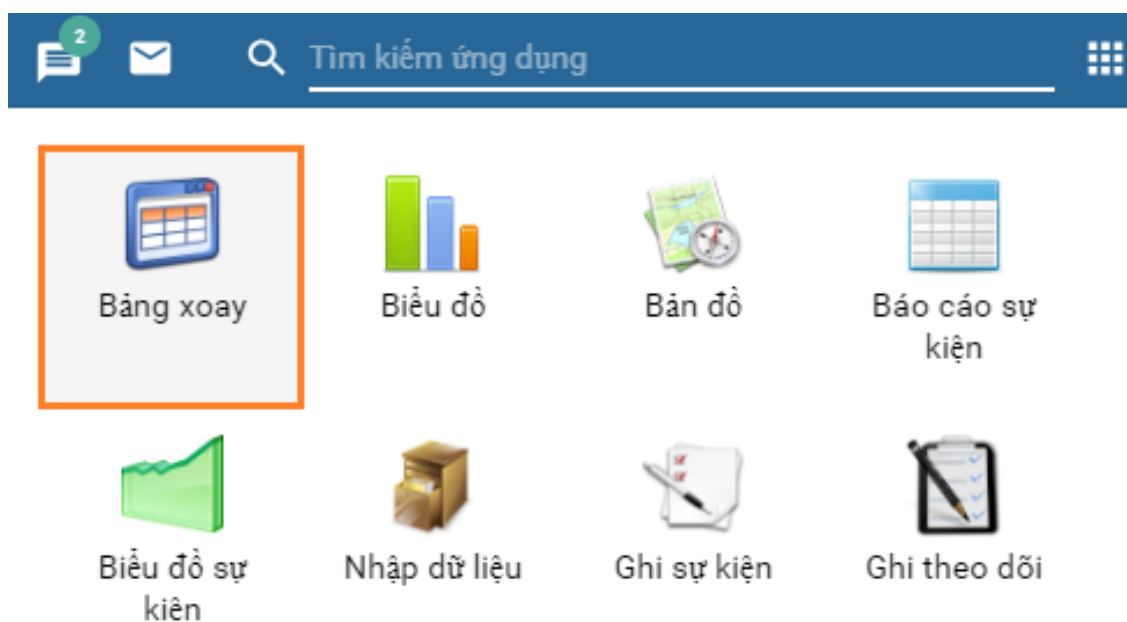 2
Tìm kiếm ứng dụng
Bảng xoay
Biểu đồ
Bản đồ
Báo cáo sự
kiện
Biểu đồ sự
kiện
Nhập dữ liệu
Ghi sự kiện
Ghi theo dõi